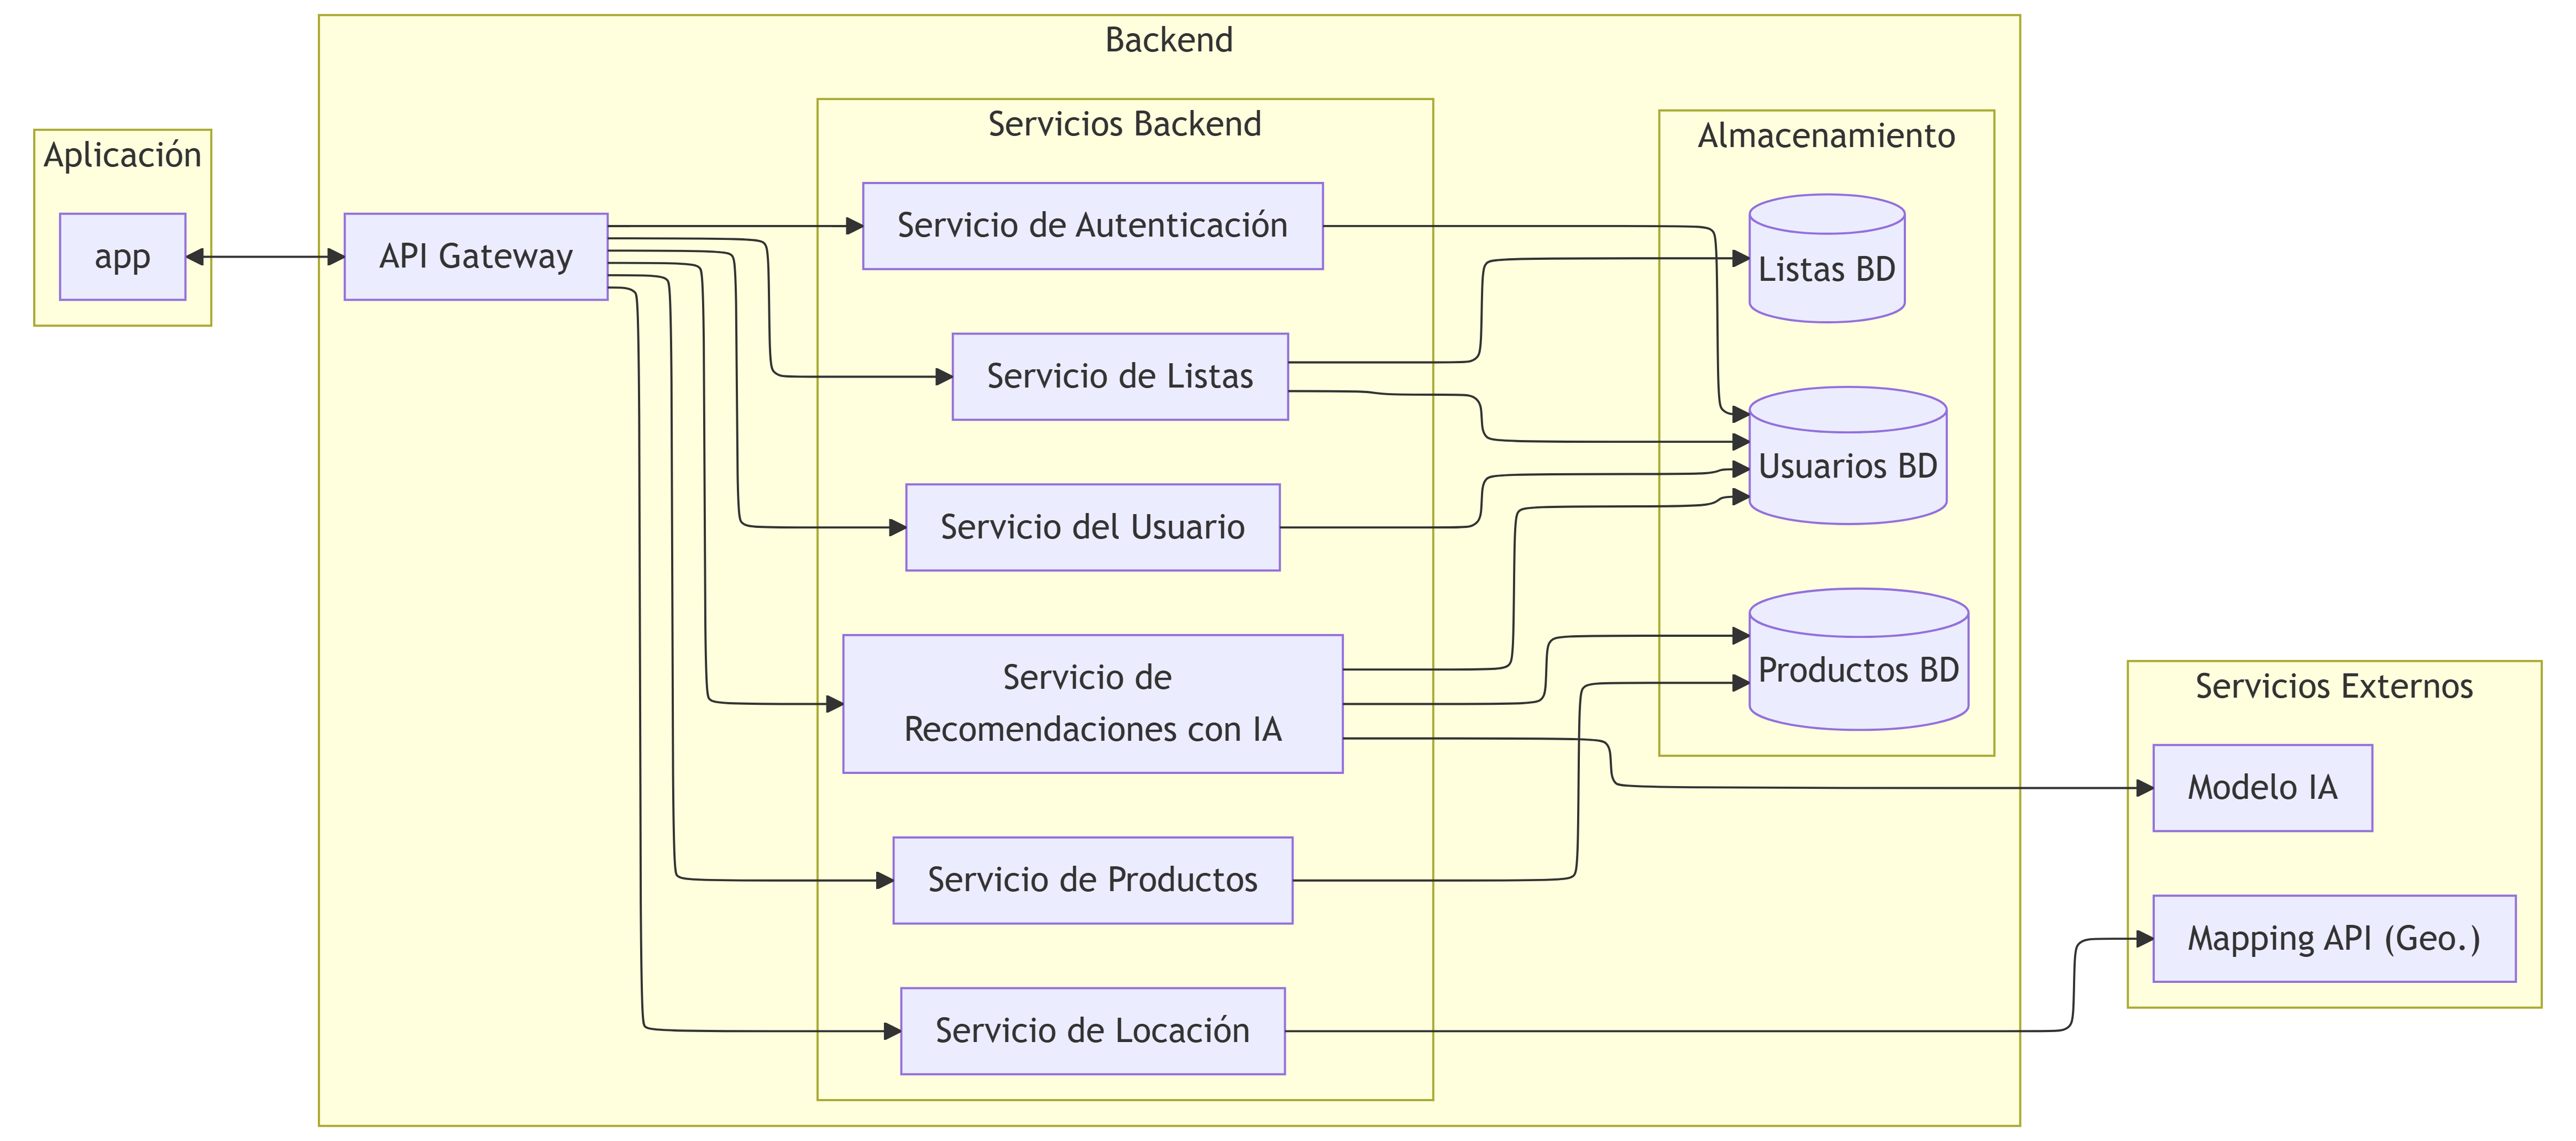 Backend
Aplicación
app
API Gateway
Servicios Backend
Servicio de Autenticación
Servicio de Listas
Servicio del Usuario
Servicio de
Recomendaciones con IA
Servicio de Productos
Servicio de Locación
Almacenamiento
Listas BD
Usuarios BD
Productos BD
Servicios Externos
Modelo IA
Mapping API (Geo.)